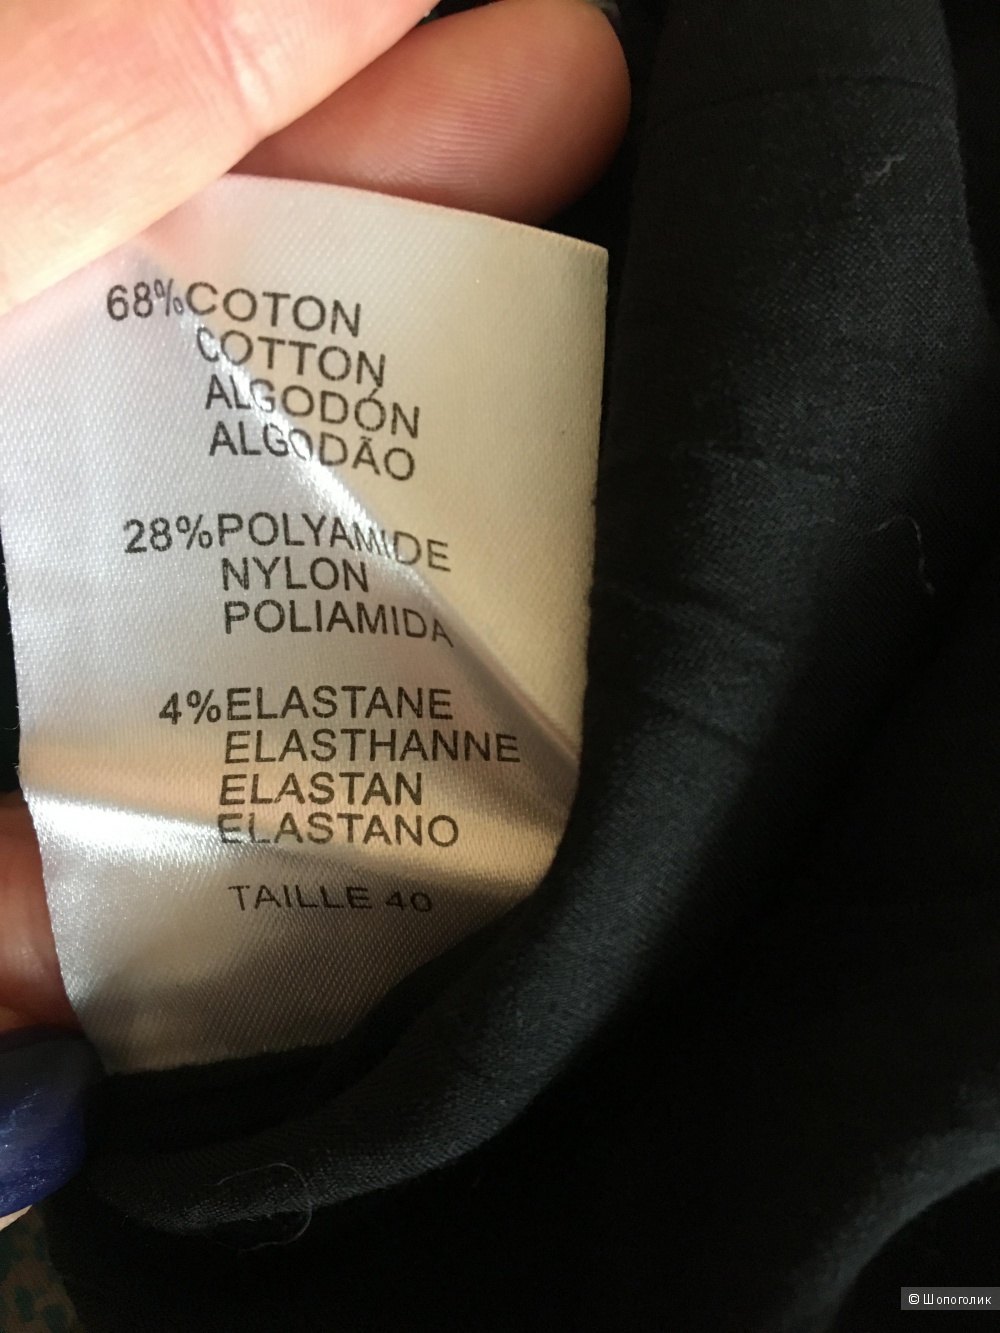 68%COTON
COTTON
ALGODÓN
ALGODÃO
28%POLYAMIDE
NYLON
POLIAMIDA
4%ELASTANE
ELASTHANNE
ELASTAN
ELASTANO
TAILLE 40
© Шопоголик